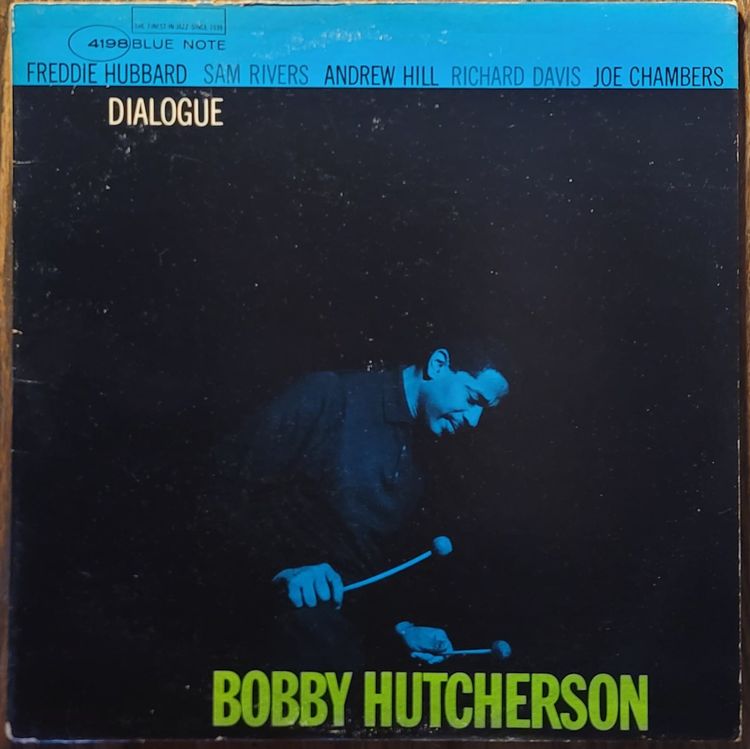 THE FINEST IN JAZZ SINCE 1939
4198 BLUE NOTE
FREDDIE HUBBARD SAM RIVERS ANDREW HILL RICHARD DAVIS JOE CHAMBERS
DIALOGUE
BOBBY HUTCHERSON